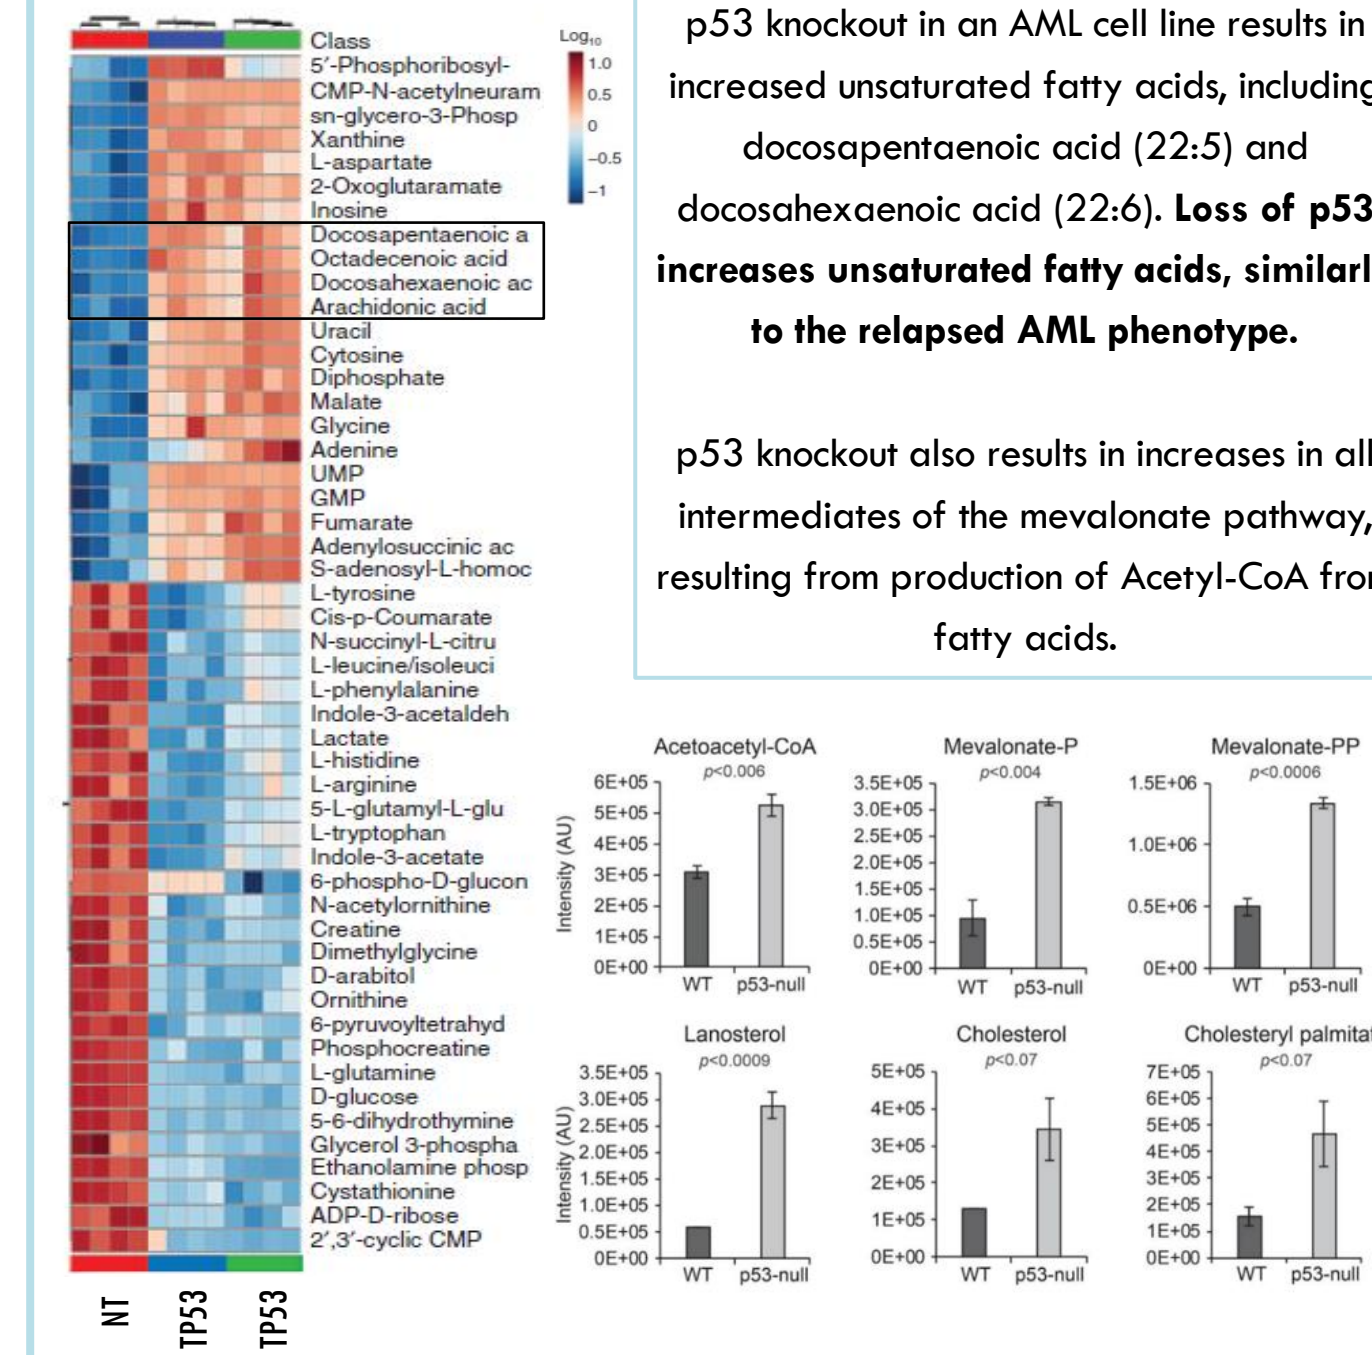 Class
5′-Phosphoribosyl-
CMP-N-acetylneuram
sn-glycero-3-Phosp
Xanthine
L-aspartate
2-Oxoglutaramate
Inosine
Docosapentaenoic a
Octadecenoic acid
Docosahexaenoic ac
Arachidonic acid
Uracil
Cytosine
Diphosphate
Malate
Glycine
Adenine
UMP
GMP
Fumarate
Adenylosuccinic ac
S-adenosyl-L-homoc
L-tyrosine
Cis-p-Coumarate
N-succinyl-L-citru
L-leucine/isoleuci
L-phenylalanine
Indole-3-acetaldeh
Lactate
L-histidine
L-arginine
5-L-glutamyl-L-glu
L-tryptophan
Indole-3-acetate
6-phospho-D-glucon
N-acetylornithine
Creatine
Dimethylglycine
D-arabitol
Ornithine
6-pyruvoyltetrahyd
Phosphocreatine
L-glutamine
D-glucose
5-6-dihydrothymine
Glycerol 3-phospha
Ethanolamine phosp
Cystathionine
ADP-D-ribose
2′,3′-cyclic CMP
NT
TP53
TP53
Log₁₀
1.0
0.5
0
−0.5
−1
p53 knockout in an AML cell line results in
increased unsaturated fatty acids, including
docosapentaenoic acid (22:5) and
docosahexaenoic acid (22:6). Loss of p53
increases unsaturated fatty acids, similarl
to the relapsed AML phenotype.
p53 knockout also results in increases in all
intermediates of the mevalonate pathway,
resulting from production of Acetyl-CoA fron
fatty acids.
Acetoacetyl-CoA
p<0.006
Intensity (AU)
6E+05
5E+05
4E+05
3E+05
2E+05
1E+05
0E+00
WT p53-null
Mevalonate-P
p<0.004
3.5E+05
3.0E+05
2.5E+05
2.0E+05
1.5E+05
1.0E+05
0.5E+05
0E+00
WT p53-null
Mevalonate-PP
p<0.0006
1.5E+06
1.0E+06
0.5E+06
0E+00
WT p53-null
Lanosterol
p<0.0009
Intensity (AU)
3.5E+05
3.0E+05
2.5E+05
2.0E+05
1.5E+05
1.0E+05
0.5E+05
0E+00
WT p53-null
Cholesterol
p<0.07
5E+05
4E+05
3E+05
2E+05
1E+05
0E+00
WT p53-null
Cholesteryl palmitat
p<0.07
7E+05
6E+05
5E+05
4E+05
3E+05
2E+05
1E+05
0E+00
WT p53-null